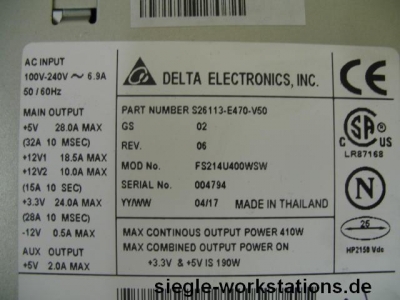 AC INPUT
100V-240V ~ 6.9A
50 / 60Hz
MAIN OUTPUT
+5V 28.0A MAX
(32A 10 MSEC)
+12V1 18.5A MAX
+12V2 10.0A MAX
(15A 10 SEC)
+3.3V 24.0A MAX
(28A 10 MSEC)
-12V 0.5A MAX
AUX OUTPUT
+5V 2.0A MAX
DELTA ELECTRONICS, INC.
PART NUMBER S26113-E470-V50
GS 02
REV. 06
MOD No. FS214U400WSW
SERIAL No. 004794
YY/WW 04/17 MADE IN THAILAND
MAX CONTINOUS OUTPUT POWER 410W
MAX COMBINED OUTPUT POWER ON
+3.3V & +5V IS 190W
CE
SA
C US
LR87168
N
25
HP2158 Vdc
siegle-workstations.de